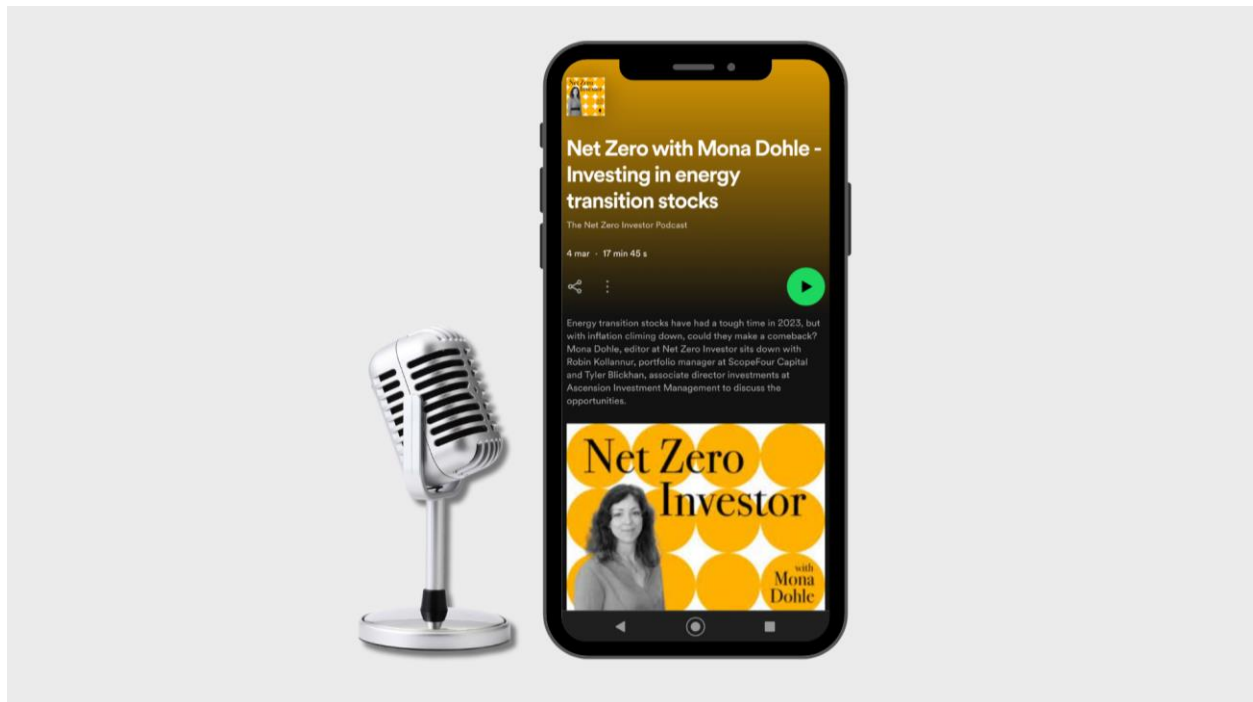 Net Zero with Mona Dohle -
Investing in energy
transition stocks
The Net Zero Investor Podcast
4 mar · 17 min 45 s
Energy transition stocks have had a tough time in 2023, but
with inflation climing down, could they make a comeback?
Mona Dohle, editor at Net Zero Investor sits down with
Robin Kollannur, portfolio manager at ScopeFour Capital
and Tyler Blickhan, associate director investments at
Ascension Investment Management to discuss the
opportunities.
Net Zero
Investor
with
Mona
Dohle